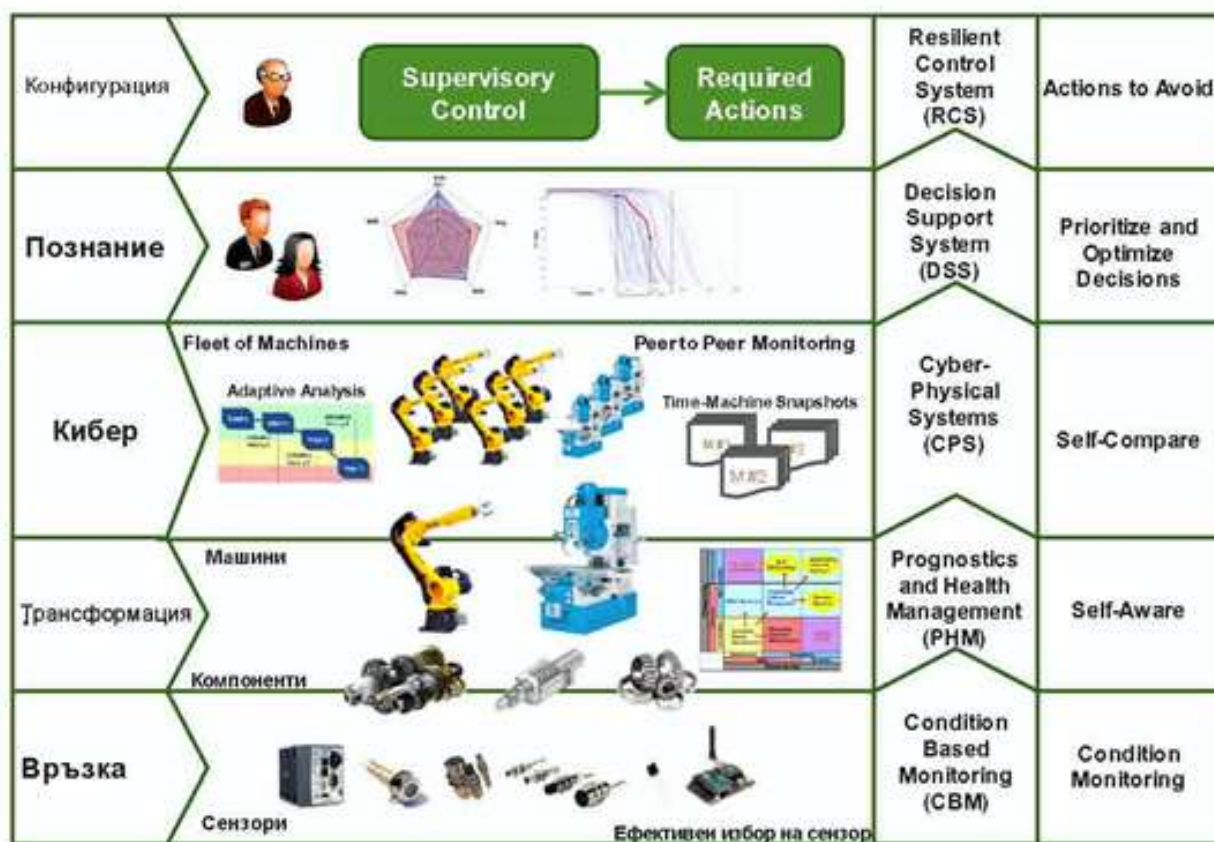 Конфигурация
Supervisory
Control
Required
Actions
Resilient
Control
System
(RCS)
Actions to Avoid
Познание
Decision
Support
System
(DSS)
Prioritize and
Optimize
Decisions
Кибер
Fleet of Machines
Peer to Peer Monitoring
Adaptive Analysis
Time-Machine Snapshots
M#2
Cyber-
Physical
Systems
(CPS)
Self-Compare
Трансформация
Машини
Компоненти
Prognostics
and Health
Management
(PHM)
Self-Aware
Връзка
Сензори
Ефективен избор на сензор
Condition
Based
Monitoring
(CBM)
Condition
Monitoring